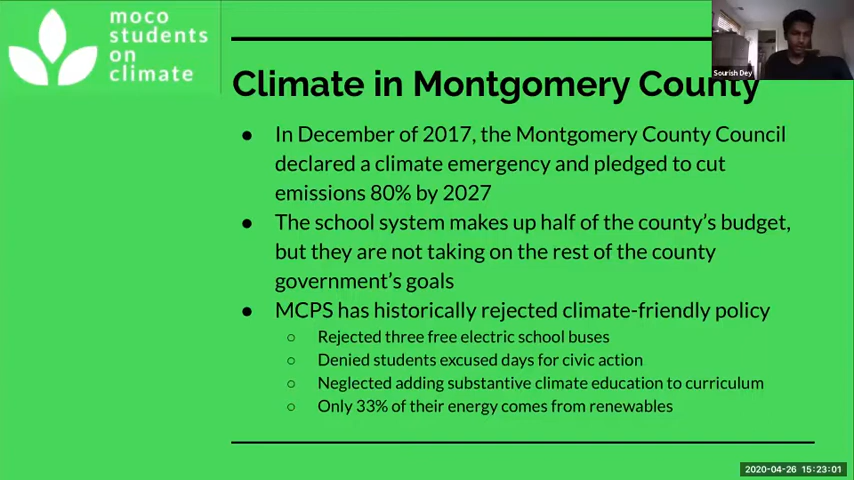 moco
students
on
climate
Sourish Dey
Climate in Montgomery County
● In December of 2017, the Montgomery County Council
declared a climate emergency and pledged to cut
emissions 80% by 2027
● The school system makes up half of the county's budget,
but they are not taking on the rest of the county
government's goals
● MCPS has historically rejected climate-friendly policy
○ Rejected three free electric school buses
○ Denied students excused days for civic action
○ Neglected adding substantive climate education to curriculum
○ Only 33% of their energy comes from renewables
2020-04-26 15:23:01